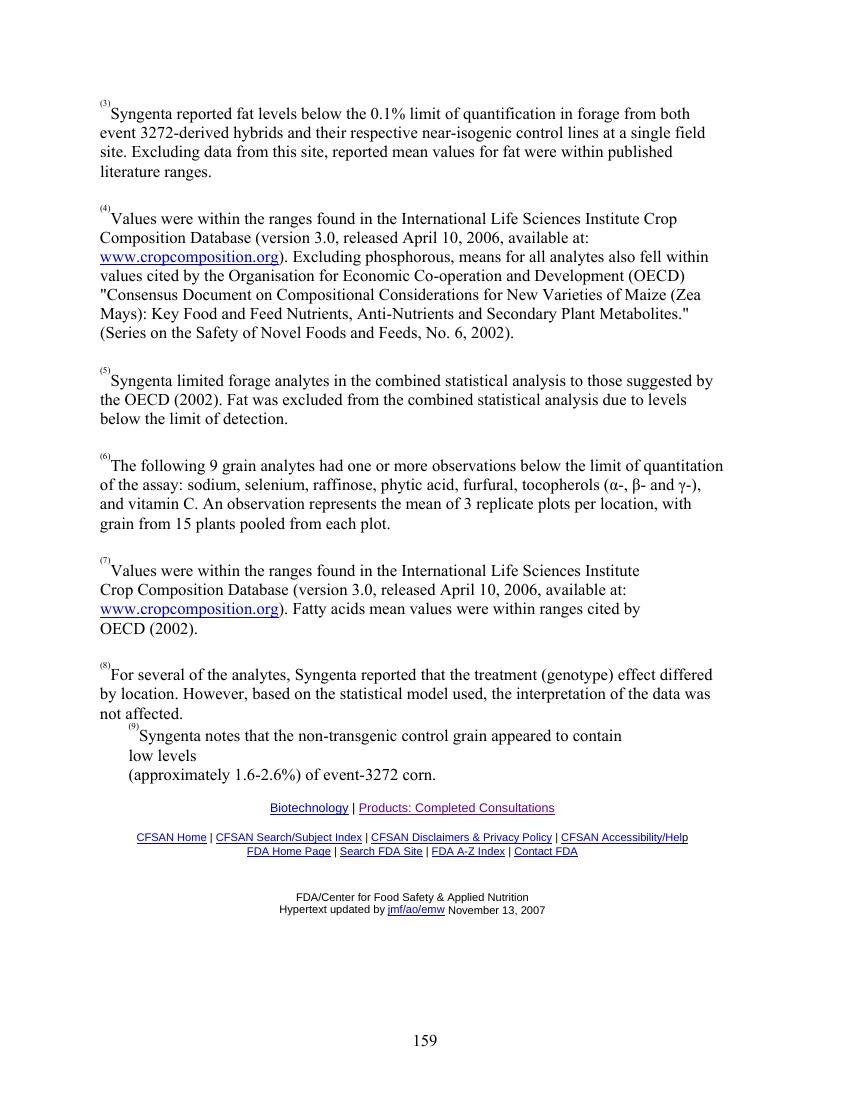 (3)Syngenta reported fat levels below the 0.1% limit of quantification in forage from both
event 3272-derived hybrids and their respective near-isogenic control lines at a single field
site. Excluding data from this site, reported mean values for fat were within published
literature ranges.
(4)Values were within the ranges found in the International Life Sciences Institute Crop
Composition Database (version 3.0, released April 10, 2006, available at:
www.cropcomposition.org). Excluding phosphorous, means for all analytes also fell within
values cited by the Organisation for Economic Co-operation and Development (OECD)
"Consensus Document on Compositional Considerations for New Varieties of Maize (Zea
Mays): Key Food and Feed Nutrients, Anti-Nutrients and Secondary Plant Metabolites."
(Series on the Safety of Novel Foods and Feeds, No. 6, 2002).
(5)Syngenta limited forage analytes in the combined statistical analysis to those suggested by
the OECD (2002). Fat was excluded from the combined statistical analysis due to levels
below the limit of detection.
(6)The following 9 grain analytes had one or more observations below the limit of quantitation
of the assay: sodium, selenium, raffinose, phytic acid, furfural, tocopherols (α-, β- and γ-),
and vitamin C. An observation represents the mean of 3 replicate plots per location, with
grain from 15 plants pooled from each plot.
(7)Values were within the ranges found in the International Life Sciences Institute
Crop Composition Database (version 3.0, released April 10, 2006, available at:
www.cropcomposition.org). Fatty acids mean values were within ranges cited by
OECD (2002).
(8)For several of the analytes, Syngenta reported that the treatment (genotype) effect differed
by location. However, based on the statistical model used, the interpretation of the data was
not affected.
(9)Syngenta notes that the non-transgenic control grain appeared to contain
low levels
(approximately 1.6-2.6%) of event-3272 corn.
Biotechnology | Products: Completed Consultations
CFSAN Home | CFSAN Search/Subject Index | CFSAN Disclaimers & Privacy Policy | CFSAN Accessibility/Help
FDA Home Page | Search FDA Site | FDA A-Z Index | Contact FDA
FDA/Center for Food Safety & Applied Nutrition
Hypertext updated by jmf/ao/emw November 13, 2007
159